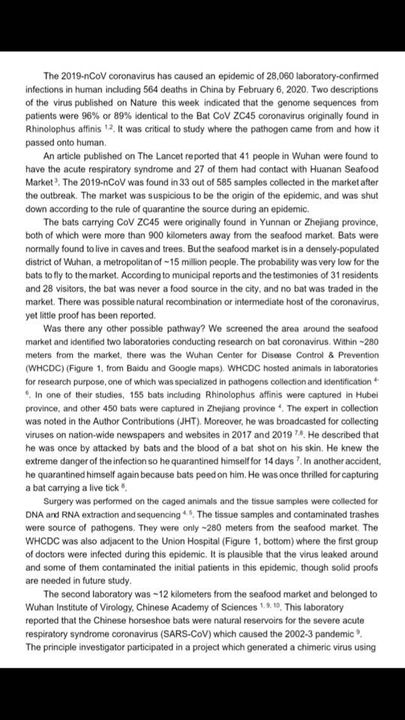 The 2019-nCoV coronavirus has caused an epidemic of 28,060 laboratory-confirmed
infections in human including 564 deaths in China by February 6, 2020. Two descriptions
of the virus published on Nature this week indicated that the genome sequences from
patients were 96% or 89% identical to the Bat CoV ZC45 coronavirus originally found in
Rhinolophus affinis 1,2. It was critical to study where the pathogen came from and how it
passed onto human.
An article published on The Lancet reported that 41 people in Wuhan were found to
have the acute respiratory syndrome and 27 of them had contact with Huanan Seafood
Market 3. The 2019-nCoV was found in 33 out of 585 samples collected in the market after
the outbreak. The market was suspicious to be the origin of the epidemic, and was shut
down according to the rule of quarantine the source during an epidemic.
The bats carrying CoV ZC45 were originally found in Yunnan or Zhejiang province,
both of which were more than 900 kilometers away from the seafood market. Bats were
normally found to live in caves and trees. But the seafood market is in a densely-populated
district of Wuhan, a metropolitan of ~15 million people. The probability was very low for the
bats to fly to the market. According to municipal reports and the testimonies of 31 residents
and 28 visitors, the bat was never a food source in the city, and no bat was traded in the
market. There was possible natural recombination or intermediate host of the coronavirus,
yet little proof has been reported.
Was there any other possible pathway? We screened the area around the seafood
market and identified two laboratories conducting research on bat coronavirus. Within ~280
meters from the market, there was the Wuhan Center for Disease Control & Prevention
(WHCDC) (Figure 1, from Baidu and Google maps). WHCDC hosted animals in laboratories
for research purpose, one of which was specialized in pathogens collection and identification 4-
6. In one of their studies, 155 bats including Rhinolophus affinis were captured in Hubei
province, and other 450 bats were captured in Zhejiang province 4. The expert in collection
was noted in the Author Contributions (JHT). Moreover, he was broadcasted for collecting
viruses on nation-wide newspapers and websites in 2017 and 2019 7,8. He described that
he was once by attacked by bats and the blood of a bat shot on his skin. He knew the
extreme danger of the infection so he quarantined himself for 14 days 7. In another accident,
he quarantined himself again because bats peed on him. He was once thrilled for capturing
a bat carrying a live tick 8.
Surgery was performed on the caged animals and the tissue samples were collected for
DNA and RNA extraction and sequencing 4, 5. The tissue samples and contaminated trashes
were source of pathogens. They were only ~280 meters from the seafood market. The
WHCDC was also adjacent to the Union Hospital (Figure 1, bottom) where the first group
of doctors were infected during this epidemic. It is plausible that the virus leaked around
and some of them contaminated the initial patients in this epidemic, though solid proofs
are needed in future study.
The second laboratory was ~12 kilometers from the seafood market and belonged to
Wuhan Institute of Virology, Chinese Academy of Sciences 1, 9, 10. This laboratory
reported that the Chinese horseshoe bats were natural reservoirs for the severe acute
respiratory syndrome coronavirus (SARS-CoV) which caused the 2002-3 pandemic 9.
The principle investigator participated in a project which generated a chimeric virus using